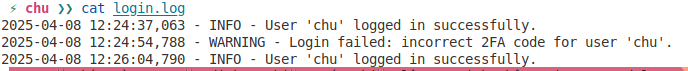 ⚡ chu ❯❯ cat login.log
2025-04-08 12:24:37,063 - INFO - User 'chu' logged in successfully.
2025-04-08 12:24:54,788 - WARNING - Login failed: incorrect 2FA code for user 'chu'.
2025-04-08 12:26:04,790 - INFO - User 'chu' logged in successfully.